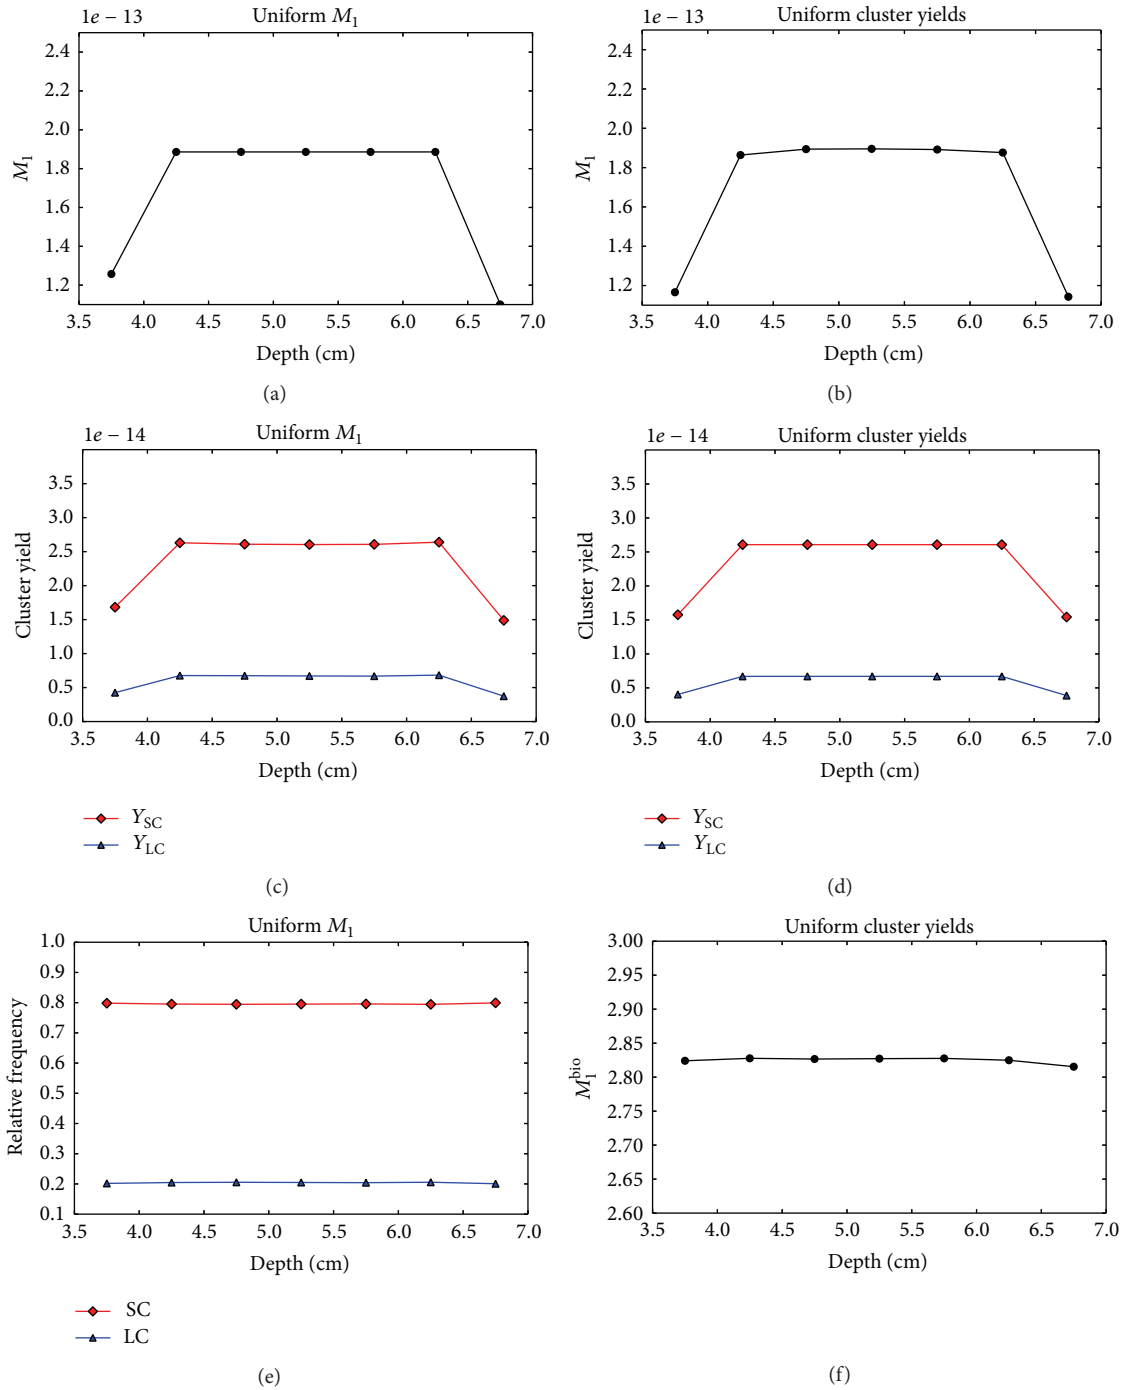 1e − 13
Uniform M1
2.4
2.2
2.0
1.8
1.6
1.4
1.2
M1
3.5 4.0 4.5 5.0 5.5 6.0 6.5 7.0
Depth (cm)
(a)
1e − 13
Uniform cluster yields
2.4
2.2
2.0
1.8
1.6
1.4
1.2
M1
3.5 4.0 4.5 5.0 5.5 6.0 6.5 7.0
Depth (cm)
(b)
1e − 14
Uniform M1
3.5
3.0
2.5
2.0
1.5
1.0
0.5
0.0
Cluster yield
3.5 4.0 4.5 5.0 5.5 6.0 6.5 7.0
Depth (cm)
YSC
YLC
(c)
1e − 14
Uniform cluster yields
3.5
3.0
2.5
2.0
1.5
1.0
0.5
0.0
Cluster yield
3.5 4.0 4.5 5.0 5.5 6.0 6.5 7.0
Depth (cm)
YSC
YLC
(d)
Uniform M1
1.0
0.9
0.8
0.7
0.6
0.5
0.4
0.3
0.2
0.1
Relative frequency
3.5 4.0 4.5 5.0 5.5 6.0 6.5 7.0
Depth (cm)
SC
LC
(e)
Uniform cluster yields
3.00
2.95
2.90
2.85
2.80
2.75
2.70
2.65
2.60
M1bio
3.5 4.0 4.5 5.0 5.5 6.0 6.5 7.0
Depth (cm)
(f)